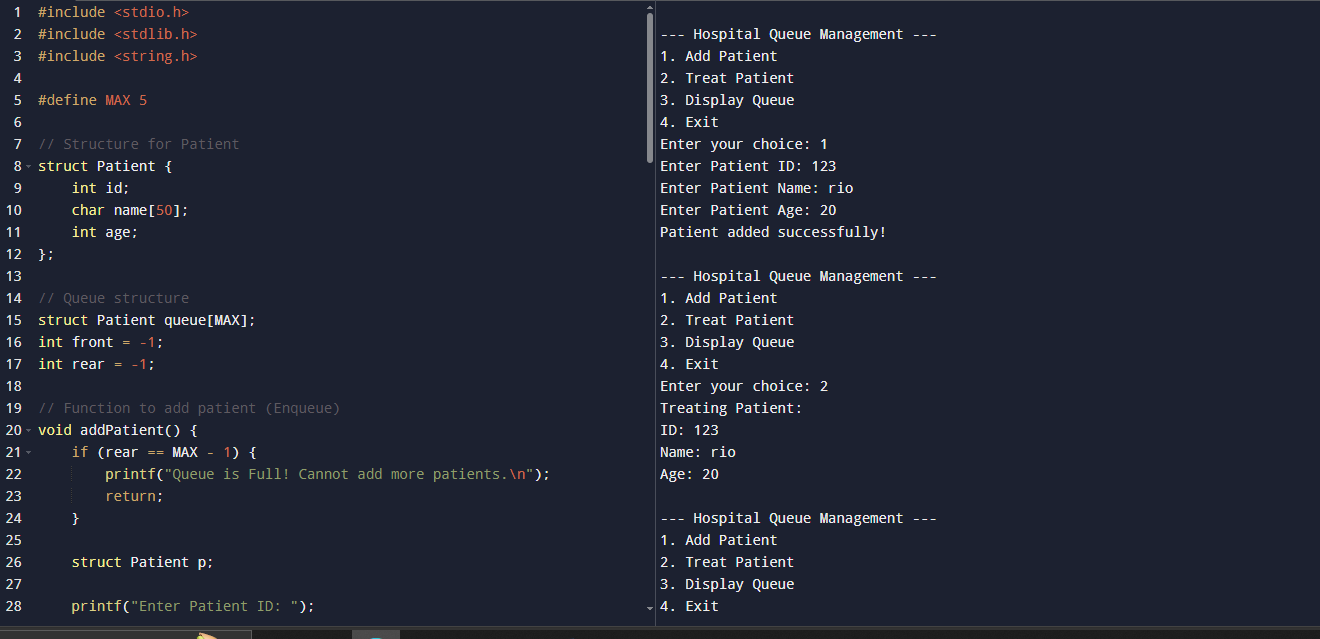 1 #include <stdio.h>
2 #include <stdlib.h>
3 #include <string.h>
4
5 #define MAX 5
6
7 // Structure for Patient
8 struct Patient {
9     int id;
10     char name[50];
11     int age;
12 };
13
14 // Queue structure
15 struct Patient queue[MAX];
16 int front = -1;
17 int rear = -1;
18
19 // Function to add patient (Enqueue)
20 void addPatient() {
21     if (rear == MAX - 1) {
22         printf("Queue is Full! Cannot add more patients.\n");
23         return;
24     }
25
26     struct Patient p;
27
28     printf("Enter Patient ID: ");
--- Hospital Queue Management ---
1. Add Patient
2. Treat Patient
3. Display Queue
4. Exit
Enter your choice: 1
Enter Patient ID: 123
Enter Patient Name: rio
Enter Patient Age: 20
Patient added successfully!
--- Hospital Queue Management ---
1. Add Patient
2. Treat Patient
3. Display Queue
4. Exit
Enter your choice: 2
Treating Patient:
ID: 123
Name: rio
Age: 20
--- Hospital Queue Management ---
1. Add Patient
2. Treat Patient
3. Display Queue
4. Exit